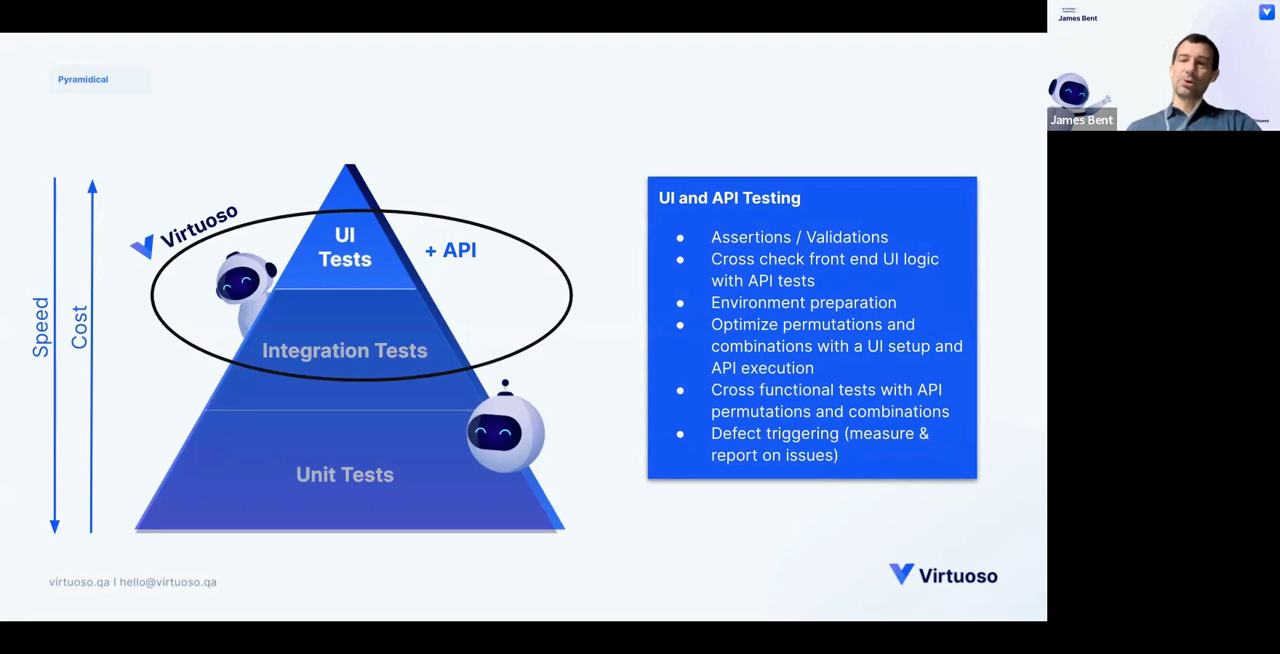 Pyramidical
Speed
Cost
Virtuoso
UI
Tests
+ API
Integration Tests
Unit Tests
UI and API Testing
● Assertions / Validations
● Cross check front end UI logic
with API tests
● Environment preparation
● Optimize permutations and
combinations with a UI setup and
API execution
● Cross functional tests with API
permutations and combinations
● Defect triggering (measure &
report on issues)
virtuoso.qa I hello@virtuoso.qa
Virtuoso
James Bent
James Bent